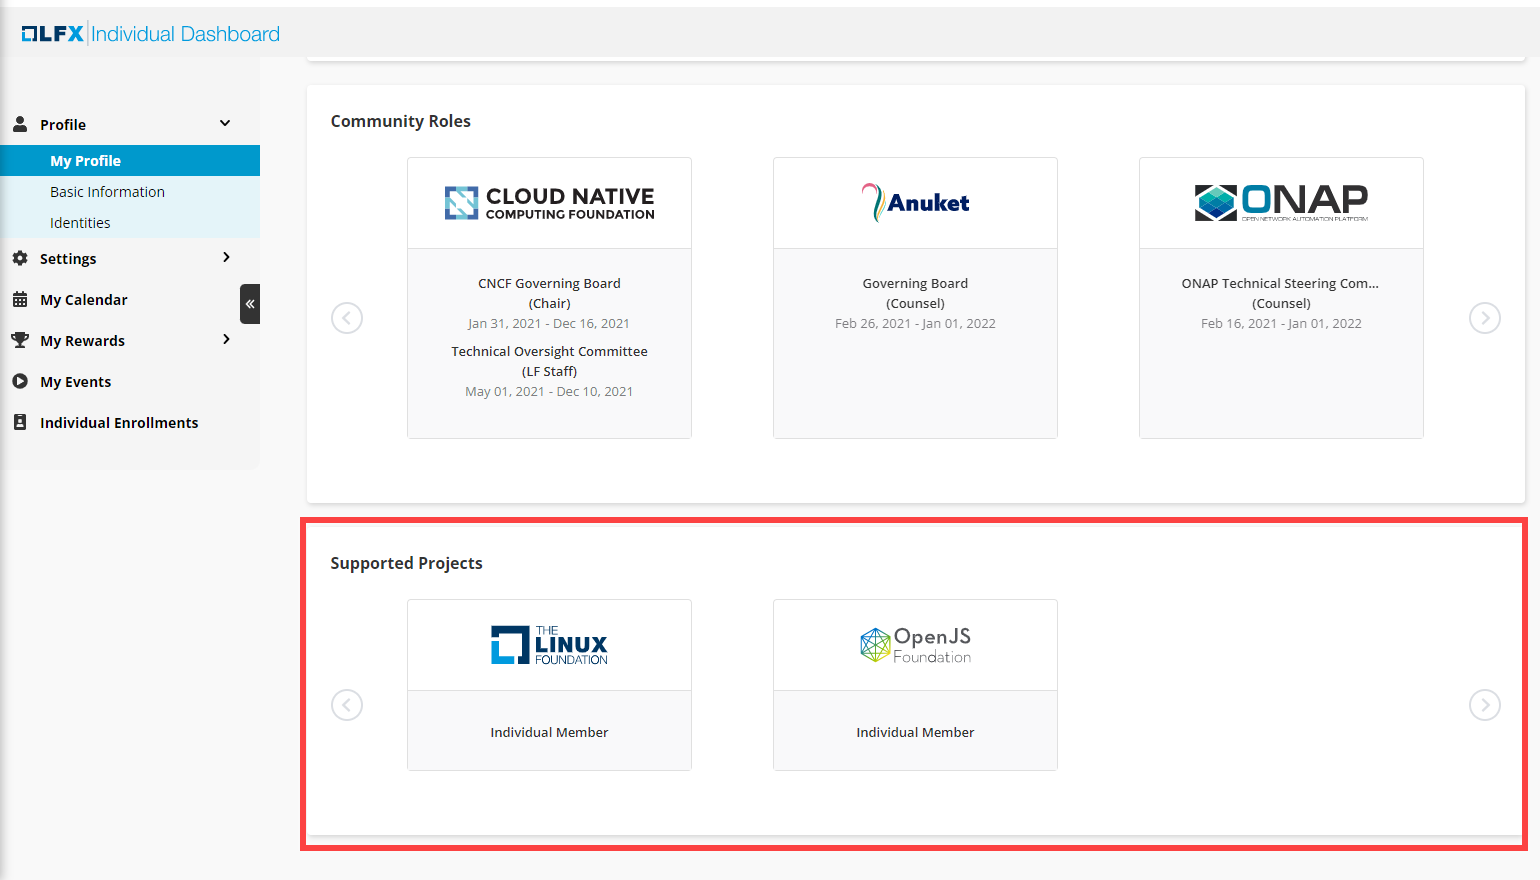 LFX Individual Dashboard
Profile
My Profile
Basic Information
Identities
Settings
My Calendar
My Rewards
My Events
Individual Enrollments
Community Roles
CLOUD NATIVE
COMPUTING FOUNDATION
CNCF Governing Board
(Chair)
Jan 31, 2021 - Dec 16, 2021
Technical Oversight Committee
(LF Staff)
May 01, 2021 - Dec 10, 2021
Anuket
Governing Board
(Counsel)
Feb 26, 2021 - Jan 01, 2022
ONAP
OPEN NETWORK AUTOMATION PLATFORM
ONAP Technical Steering Com...
(Counsel)
Feb 16, 2021 - Jan 01, 2022
Supported Projects
THE
LINUX
FOUNDATION
Individual Member
OpenJS
Foundation
Individual Member